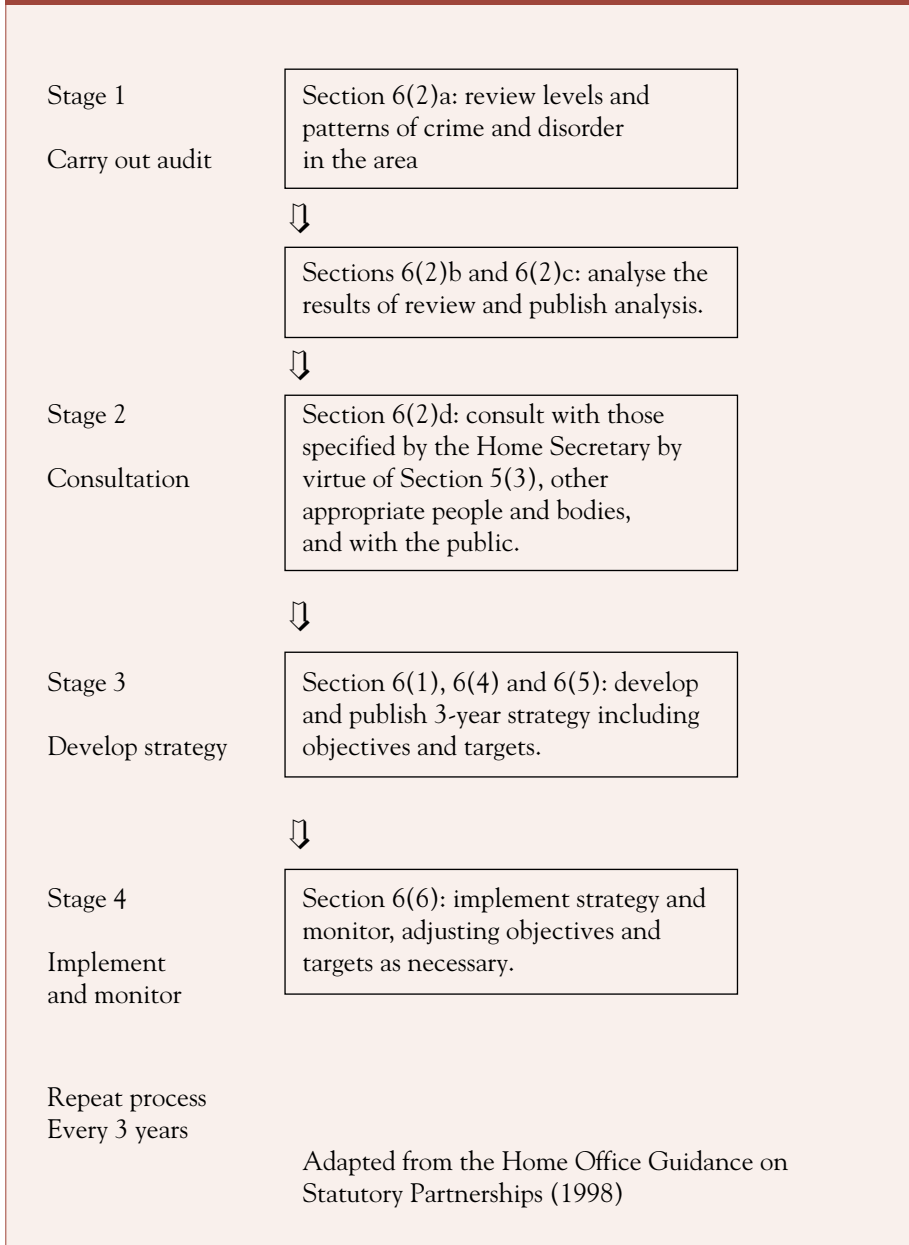 Stage 1
Carry out audit
Section 6(2)a: review levels and
patterns of crime and disorder
in the area
Sections 6(2)b and 6(2)c: analyse the
results of review and publish analysis.
Stage 2
Consultation
Section 6(2)d: consult with those
specified by the Home Secretary by
virtue of Section 5(3), other
appropriate people and bodies,
and with the public.
Stage 3
Develop strategy
Section 6(1), 6(4) and 6(5): develop
and publish 3-year strategy including
objectives and targets.
Stage 4
Implement
and monitor
Section 6(6): implement strategy and
monitor, adjusting objectives and
targets as necessary.
Repeat process
Every 3 years
Adapted from the Home Office Guidance on
Statutory Partnerships (1998)